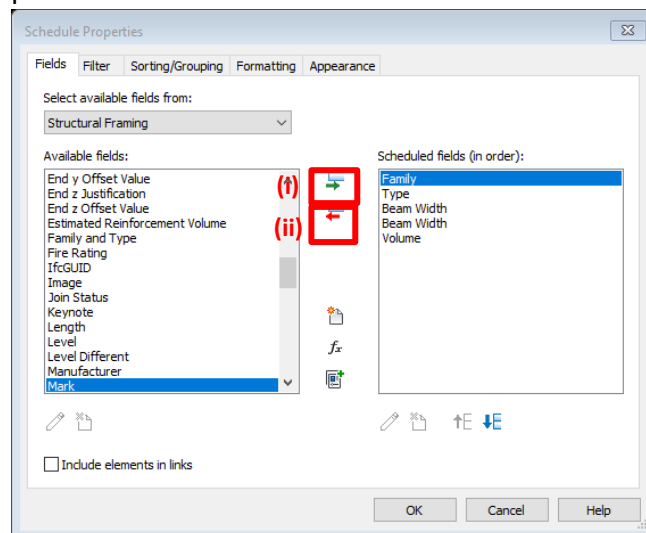 Schedule Properties
Fields Filter Sorting/Grouping Formatting Appearance
Select available fields from:
Structural Framing
Available fields:
End y Offset Value
End z Justification
End z Offset Value
Estimated Reinforcement Volume
Family and Type
Fire Rating
IfcGUID
Image
Join Status
Keynote
Length
Level
Level Different
Manufacturer
Mark
(i)
(ii)
fx
Scheduled fields (in order):
Family
Type
Beam Width
Beam Width
Volume
Include elements in links
OK Cancel Help